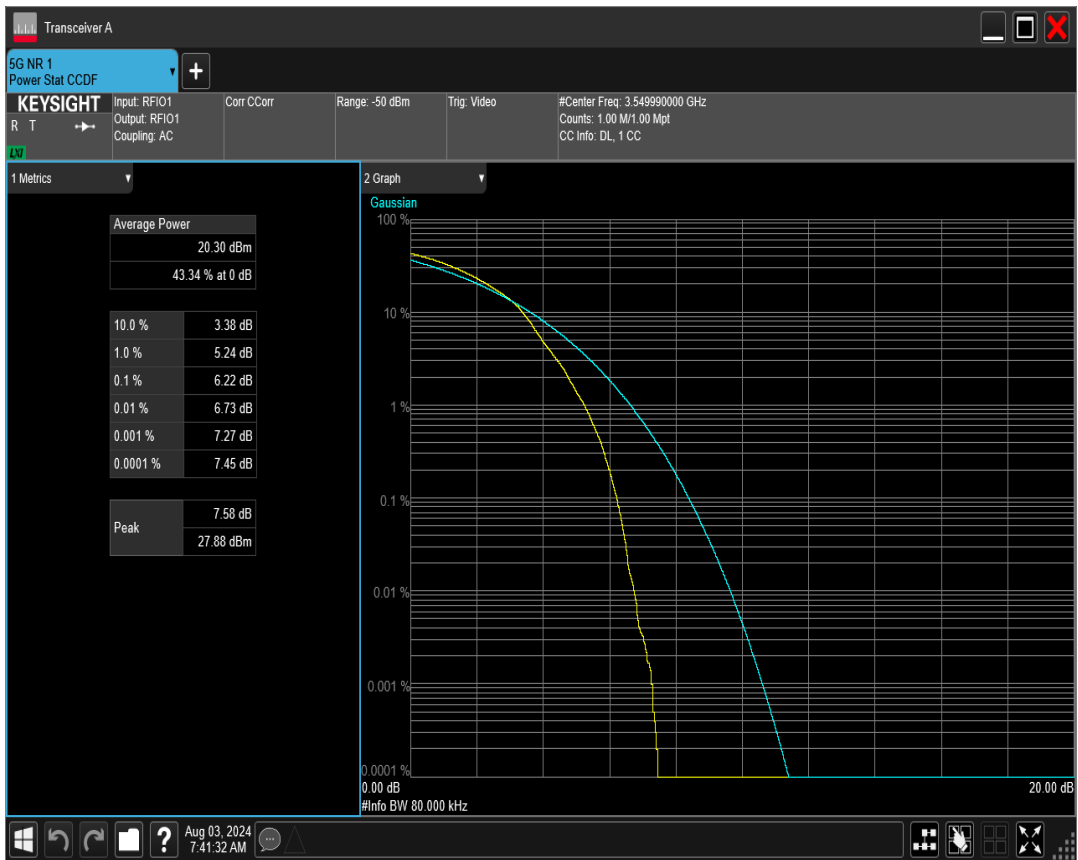 Transceiver A
5G NR 1
Power Stat CCDF
+
KEYSIGHT
R T
LXI
Input: RFIO1
Output: RFIO1
Coupling: AC
Corr CCorr
Range: -50 dBm
Trig: Video
#Center Freq: 3.549990000 GHz
Counts: 1.00 M/1.00 Mpt
CC Info: DL, 1 CC
1 Metrics
Average Power
20.30 dBm
43.34 % at 0 dB
10.0 % 3.38 dB
1.0 % 5.24 dB
0.1 % 6.22 dB
0.01 % 6.73 dB
0.001 % 7.27 dB
0.0001 % 7.45 dB
Peak
7.58 dB
27.88 dBm
2 Graph
Gaussian
100 %
10 %
1 %
0.1 %
0.01 %
0.001 %
0.0001 %
0.00 dB 20.00 dB
#Info BW 80.000 kHz
?
Aug 03, 2024
7:41:32 AM